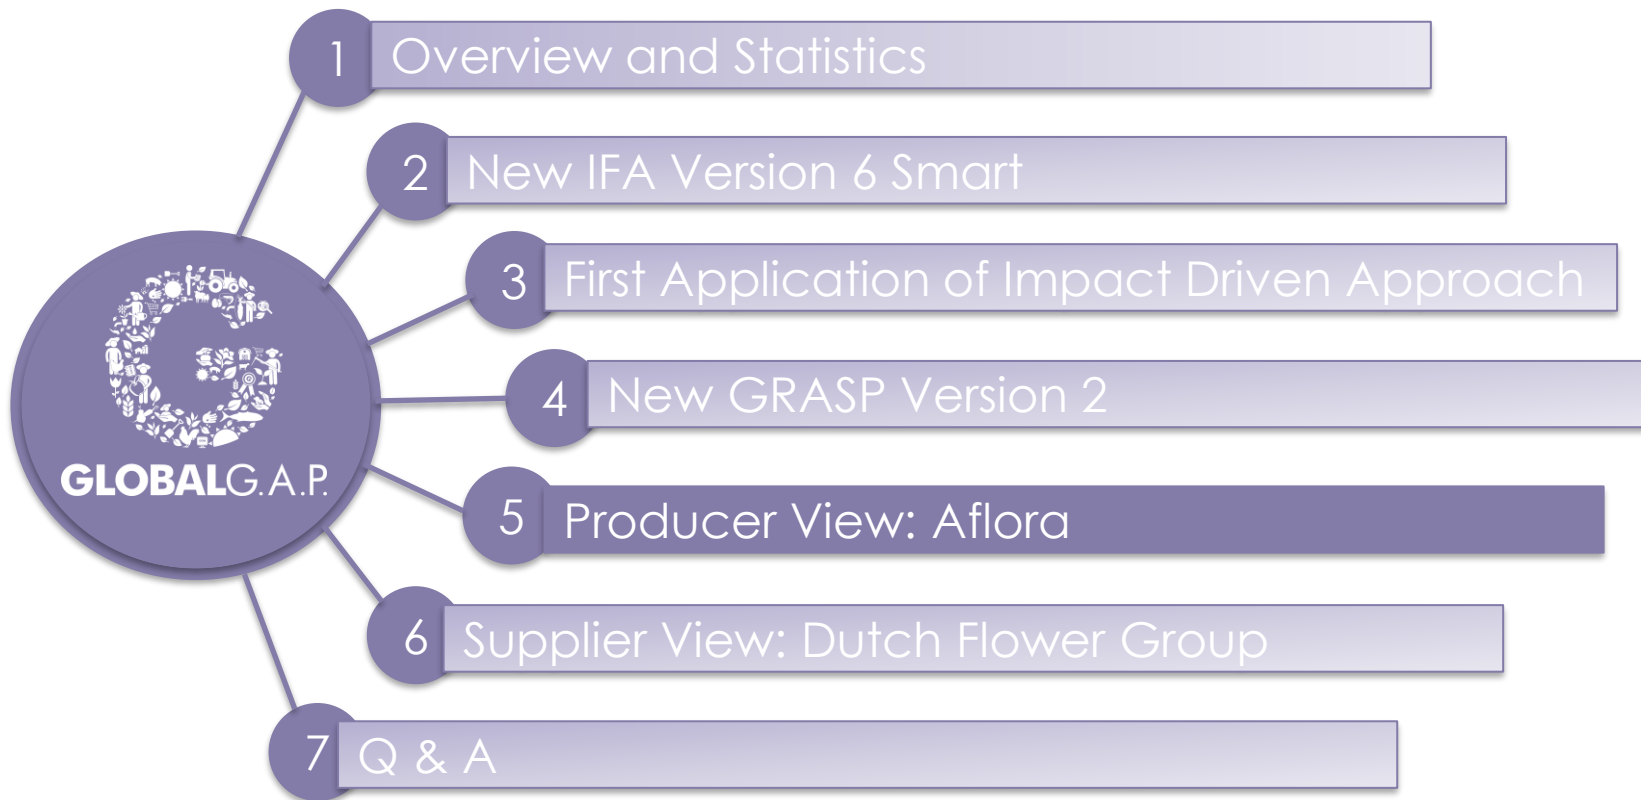 1 Overview and Statistics
2 New IFA Version 6 Smart
3 First Application of Impact Driven Approach
4 New GRASP Version 2
GLOBALG.A.P.
5 Producer View: Aflora
6 Supplier View: Dutch Flower Group
7 Q & A